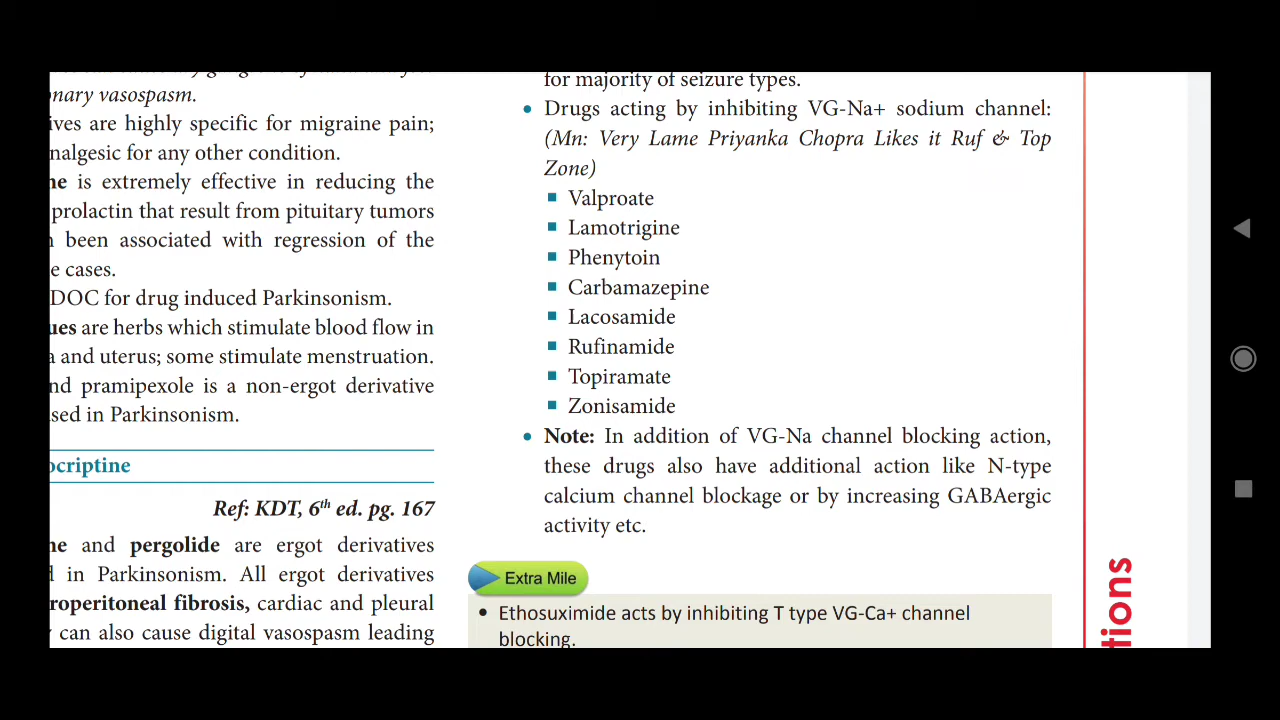 onary vasospasm.
ives are highly specific for migraine pain;
nalgesic for any other condition.
ne is extremely effective in reducing the
prolactin that result from pituitary tumors
n been associated with regression of the
e cases.
DOC for drug induced Parkinsonism.
ues are herbs which stimulate blood flow in
a and uterus; some stimulate menstruation.
nd pramipexole is a non-ergot derivative
sed in Parkinsonism.
ocriptine
Ref: KDT, 6th ed. pg. 167
ne and pergolide are ergot derivatives
d in Parkinsonism. All ergot derivatives
roperitoneal fibrosis, cardiac and pleural
y can also cause digital vasospasm leading
for majority of seizure types.
• Drugs acting by inhibiting VG-Na+ sodium channel:
(Mn: Very Lame Priyanka Chopra Likes it Ruf & Top
Zone)
■ Valproate
■ Lamotrigine
■ Phenytoin
■ Carbamazepine
■ Lacosamide
■ Rufinamide
■ Topiramate
■ Zonisamide
• Note: In addition of VG-Na channel blocking action,
these drugs also have additional action like N-type
calcium channel blockage or by increasing GABAergic
activity etc.
Extra Mile
• Ethosuximide acts by inhibiting T type VG-Ca+ channel
blocking.
tions